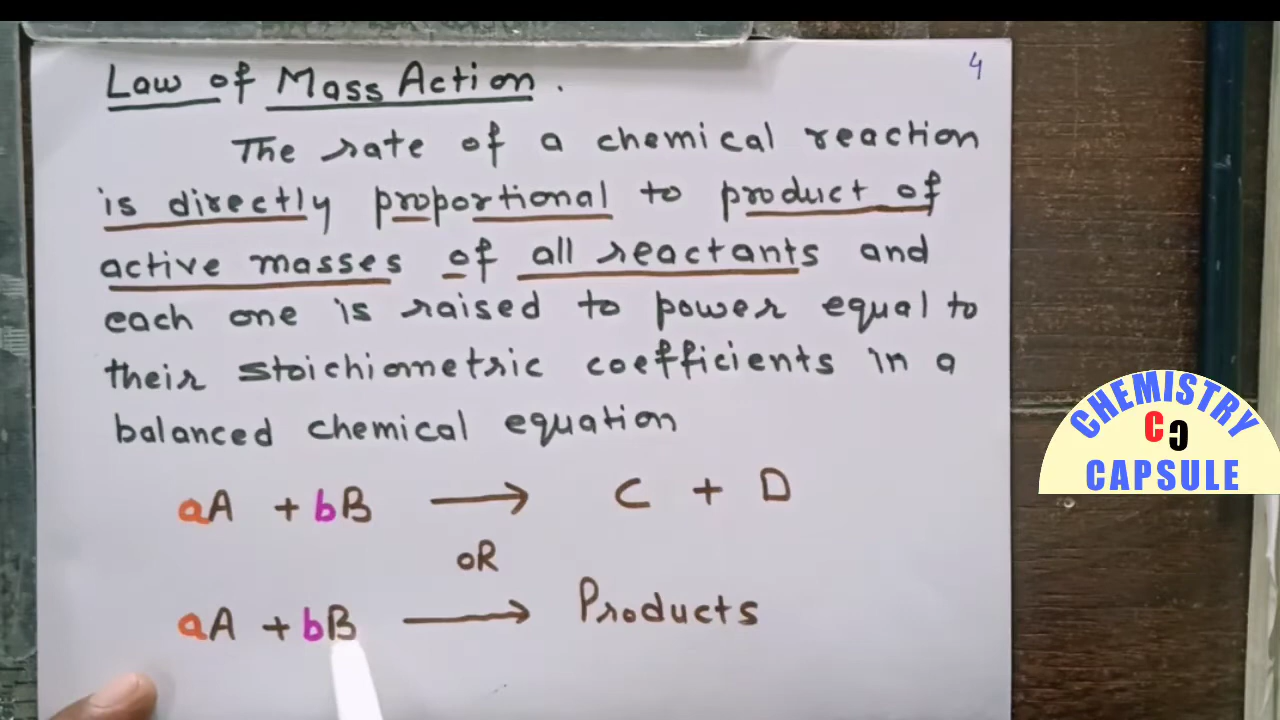 4
Law of Mass Action.
The rate of a chemical reaction
is directly proportional to product of
active masses of all reactants and
each one is raised to power equal to
their stoichiometric coefficients in a
balanced chemical equation
aA + bB ⟶ C + D
OR
aA + bB ⟶ Products
CHEMISTRY
CC
CAPSULE